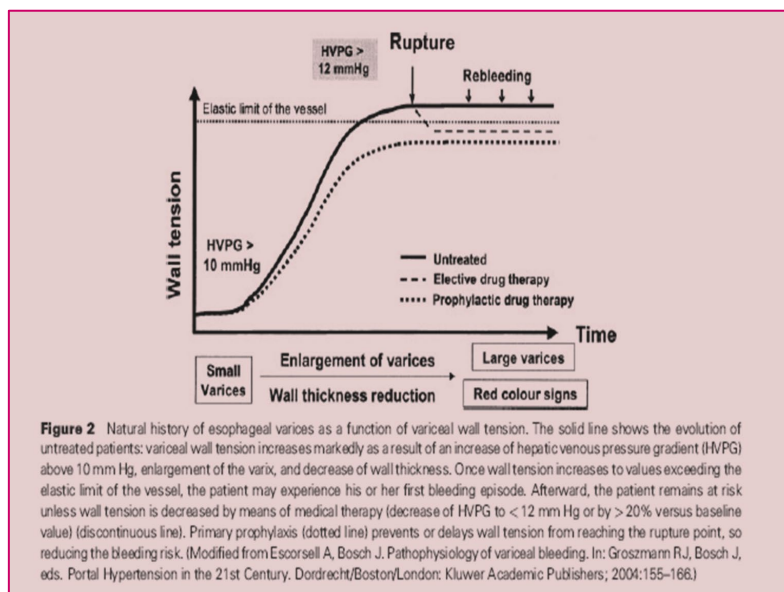 HVPG >
12 mmHg
Rupture
Rebleeding
Elastic limit of the vessel
Wall tension
HVPG >
10 mmHg
Untreated
Elective drug therapy
Prophylactic drug therapy
Time
Small
Varices
Enlargement of varices
Wall thickness reduction
Large varices
Red colour signs
Figure 2 Natural history of esophageal varices as a function of variceal wall tension. The solid line shows the evolution of
untreated patients: variceal wall tension increases markedly as a result of an increase of hepatic venous pressure gradient (HVPG)
above 10 mm Hg, enlargement of the varix, and decrease of wall thickness. Once wall tension increases to values exceeding the
elastic limit of the vessel, the patient may experience his or her first bleeding episode. Afterward, the patient remains at risk
unless wall tension is decreased by means of medical therapy (decrease of HVPG to < 12 mm Hg or by > 20% versus baseline
value) (discontinuous line). Primary prophylaxis (dotted line) prevents or delays wall tension from reaching the rupture point, so
reducing the bleeding risk. (Modified from Escorsell A, Bosch J. Pathophysiology of variceal bleeding. In: Groszmann RJ, Bosch J,
eds. Portal Hypertension in the 21st Century. Dordrecht/Boston/London: Kluwer Academic Publishers; 2004:155–166.)